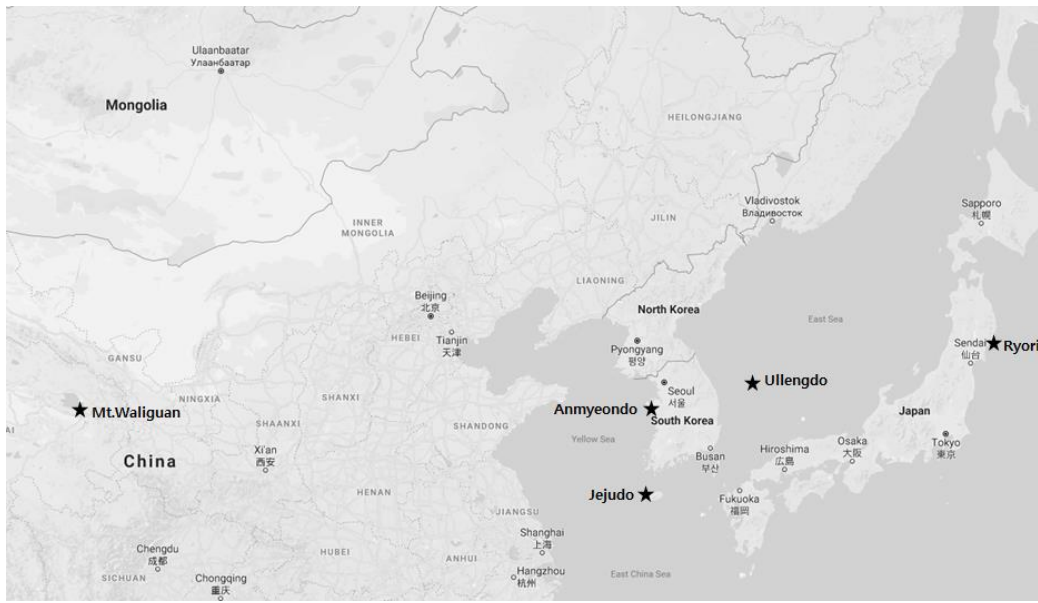 Ulaanbaatar
Улаанбаатар
Mongolia
HEILONGJIANG
Vladivostok
Владивосток
Sapporo
札幌
JILIN
INNER
MONGOLIA
LIAONING
Beijing
北京
North Korea
East Sea
HEBEI
Tianjin
天津
Pyongyang
평양
Sendai
仙台
Ryori
GANSU
Ullengdo
Seoul
서울
NINGXIA
SHANXI
Mt.Waliguan
Anmyeondo
South Korea
Japan
AI
SHAANXI
SHANDONG
Yellow Sea
Tokyo
東京
Osaka
大阪
Hiroshima
広島
Busan
부산
China
Xi'an
西安
Jejudo
Fukuoka
福岡
HENAN
JIANGSU
Shanghai
上海
Chengdu
成都
HUBEI
ANHUI
Hangzhou
杭州
East China Sea
SICHUAN
Chongqing
重庆